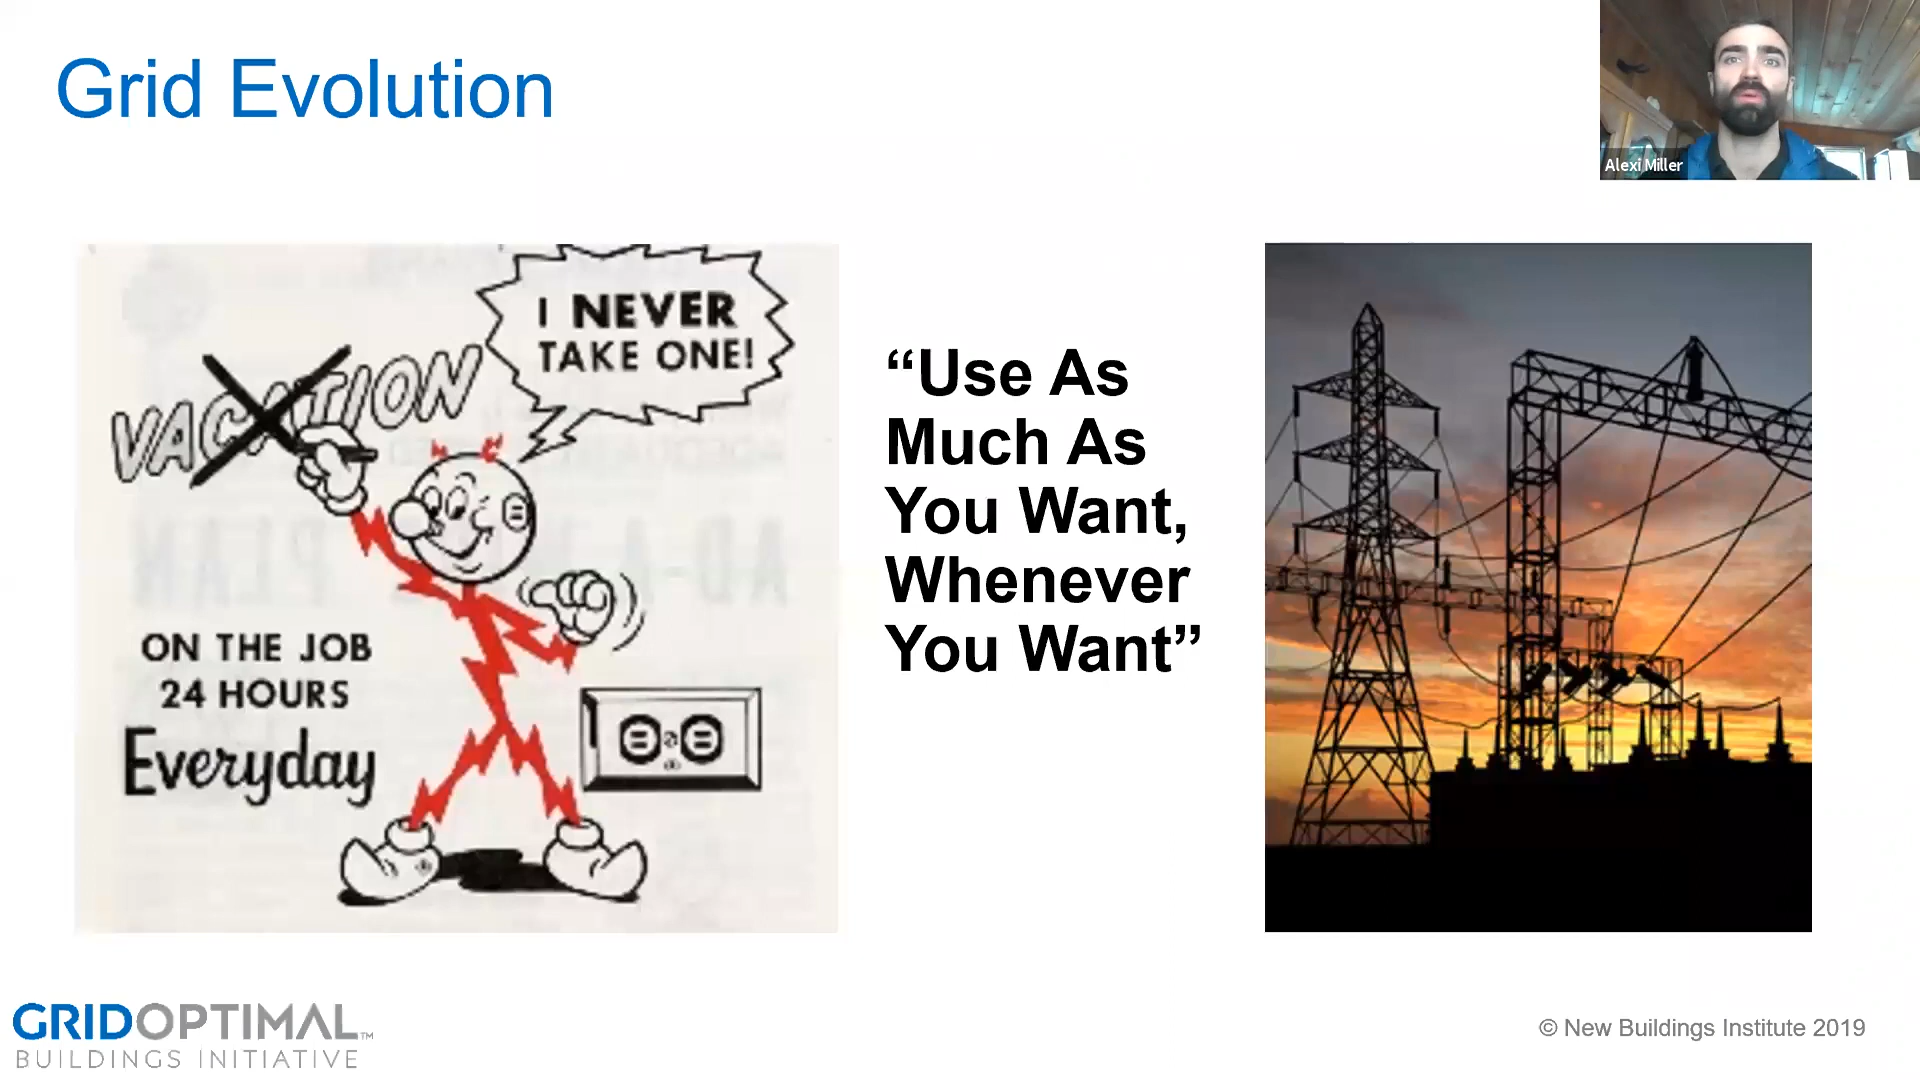 Grid Evolution
Alexi Miller
I NEVER
TAKE ONE!
VACATION
ON THE JOB
24 HOURS
Everyday
“Use As
Much As
You Want,
Whenever
You Want”
GRIDOPTIMAL™
BUILDINGS INITIATIVE
© New Buildings Institute 2019